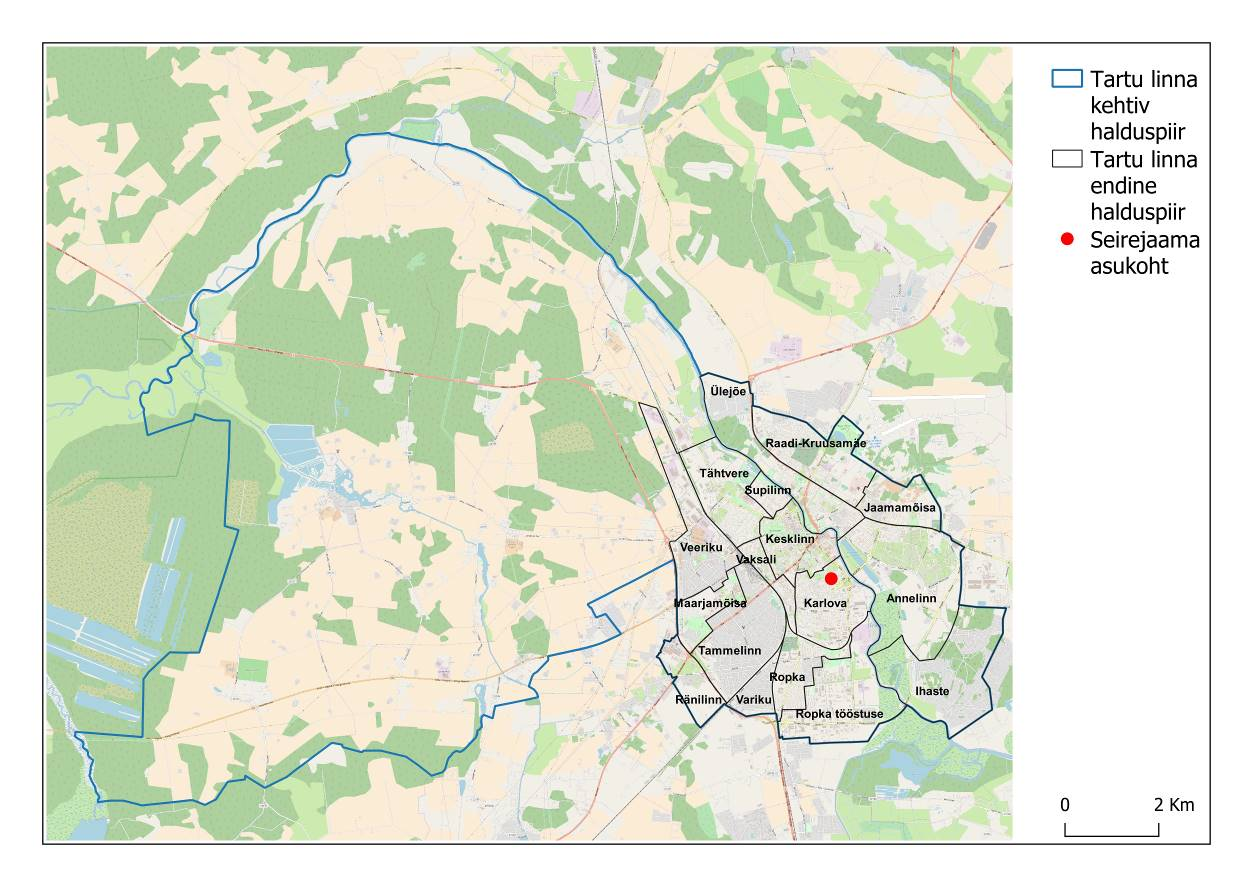 Tartu linna
kehtiv
halduspiir
Tartu linna
endine
halduspiir
Seirejaama
asukoht
Ülejõe
Raadi-Kruusamäe
Tähtvere
Supilinn
Jaamamõisa
Kesklinn
Veeriku
Vaksali
Annelinn
Maarjamõisa
Karlova
Tammelinn
Ropka
Ihaste
Ränilinn
Variku
Ropka tööstuse
0
2 Km